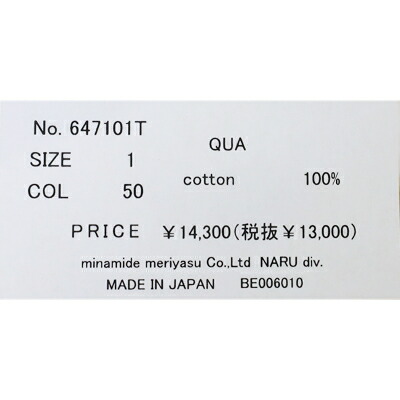 No. 647101T
QUA
SIZE 1
cotton 100%
COL 50
PRICE ￥14,300(税抜￥13,000)
minamide meriyasu Co.,Ltd NARU div.
MADE IN JAPAN BE006010